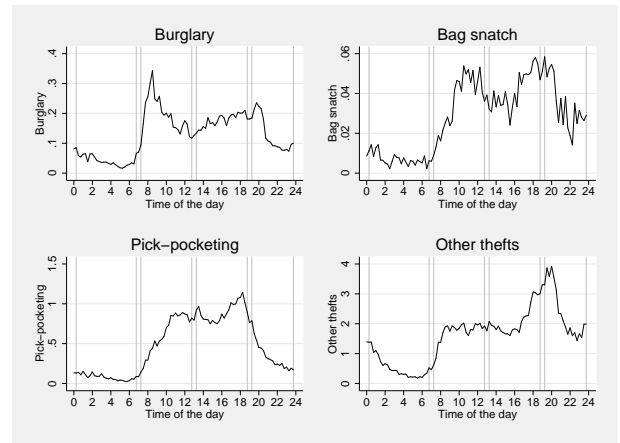 Burglary
Burglary
0 .1 .2 .3 .4
0 2 4 6 8 10 12 14 16 18 20 22 24
Time of the day
Bag snatch
Bag snatch
0 .02 .04 .06
0 2 4 6 8 10 12 14 16 18 20 22 24
Time of the day
Pick−pocketing
Pick−pocketing
0 .5 1 1.5
0 2 4 6 8 10 12 14 16 18 20 22 24
Time of the day
Other thefts
Other thefts
0 1 2 3 4
0 2 4 6 8 10 12 14 16 18 20 22 24
Time of the day